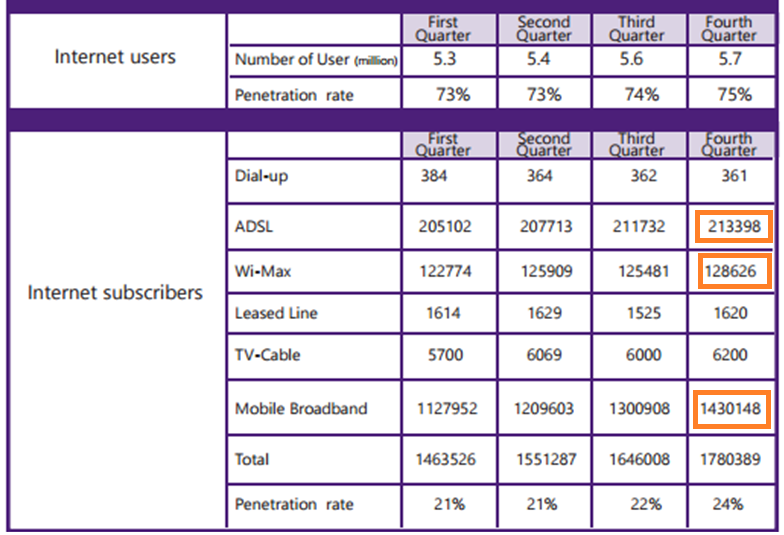 First Quarter Second Quarter Third Quarter Fourth Quarter
Internet users
Number of User (million) 5.3 5.4 5.6 5.7
Penetration rate 73% 73% 74% 75%
First Quarter Second Quarter Third Quarter Fourth Quarter
Dial-up 384 364 362 361
ADSL 205102 207713 211732 213398
Wi-Max 122774 125909 125481 128626
Internet subscribers
Leased Line 1614 1629 1525 1620
TV-Cable 5700 6069 6000 6200
Mobile Broadband 1127952 1209603 1300908 1430148
Total 1463526 1551287 1646008 1780389
Penetration rate 21% 21% 22% 24%